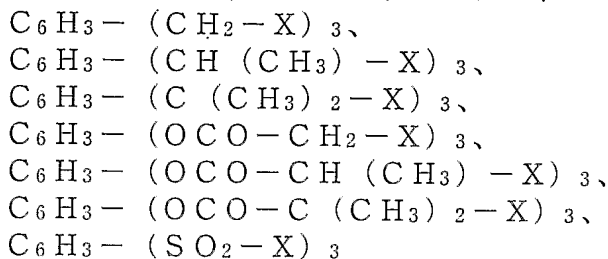 C₆H₃－（CH₂－X）₃、
C₆H₃－（CH（CH₃）－X）₃、
C₆H₃－（C（CH₃）₂－X）₃、
C₆H₃－（OCO－CH₂－X）₃、
C₆H₃－（OCO－CH（CH₃）－X）₃、
C₆H₃－（OCO－C（CH₃）₂－X）₃、
C₆H₃－（SO₂－X）₃